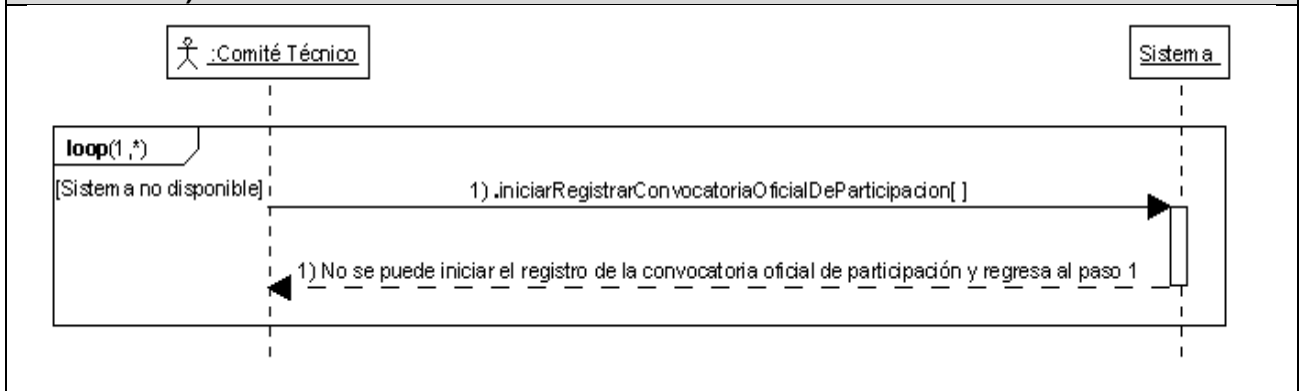 :Comité Técnico
Sistema
loop(1,*)
[Sistema no disponible]
1) .iniciarRegistrarConvocatoriaOficialDeParticipacion[ ]
1) No se puede iniciar el registro de la convocatoria oficial de participación y regresa al paso 1